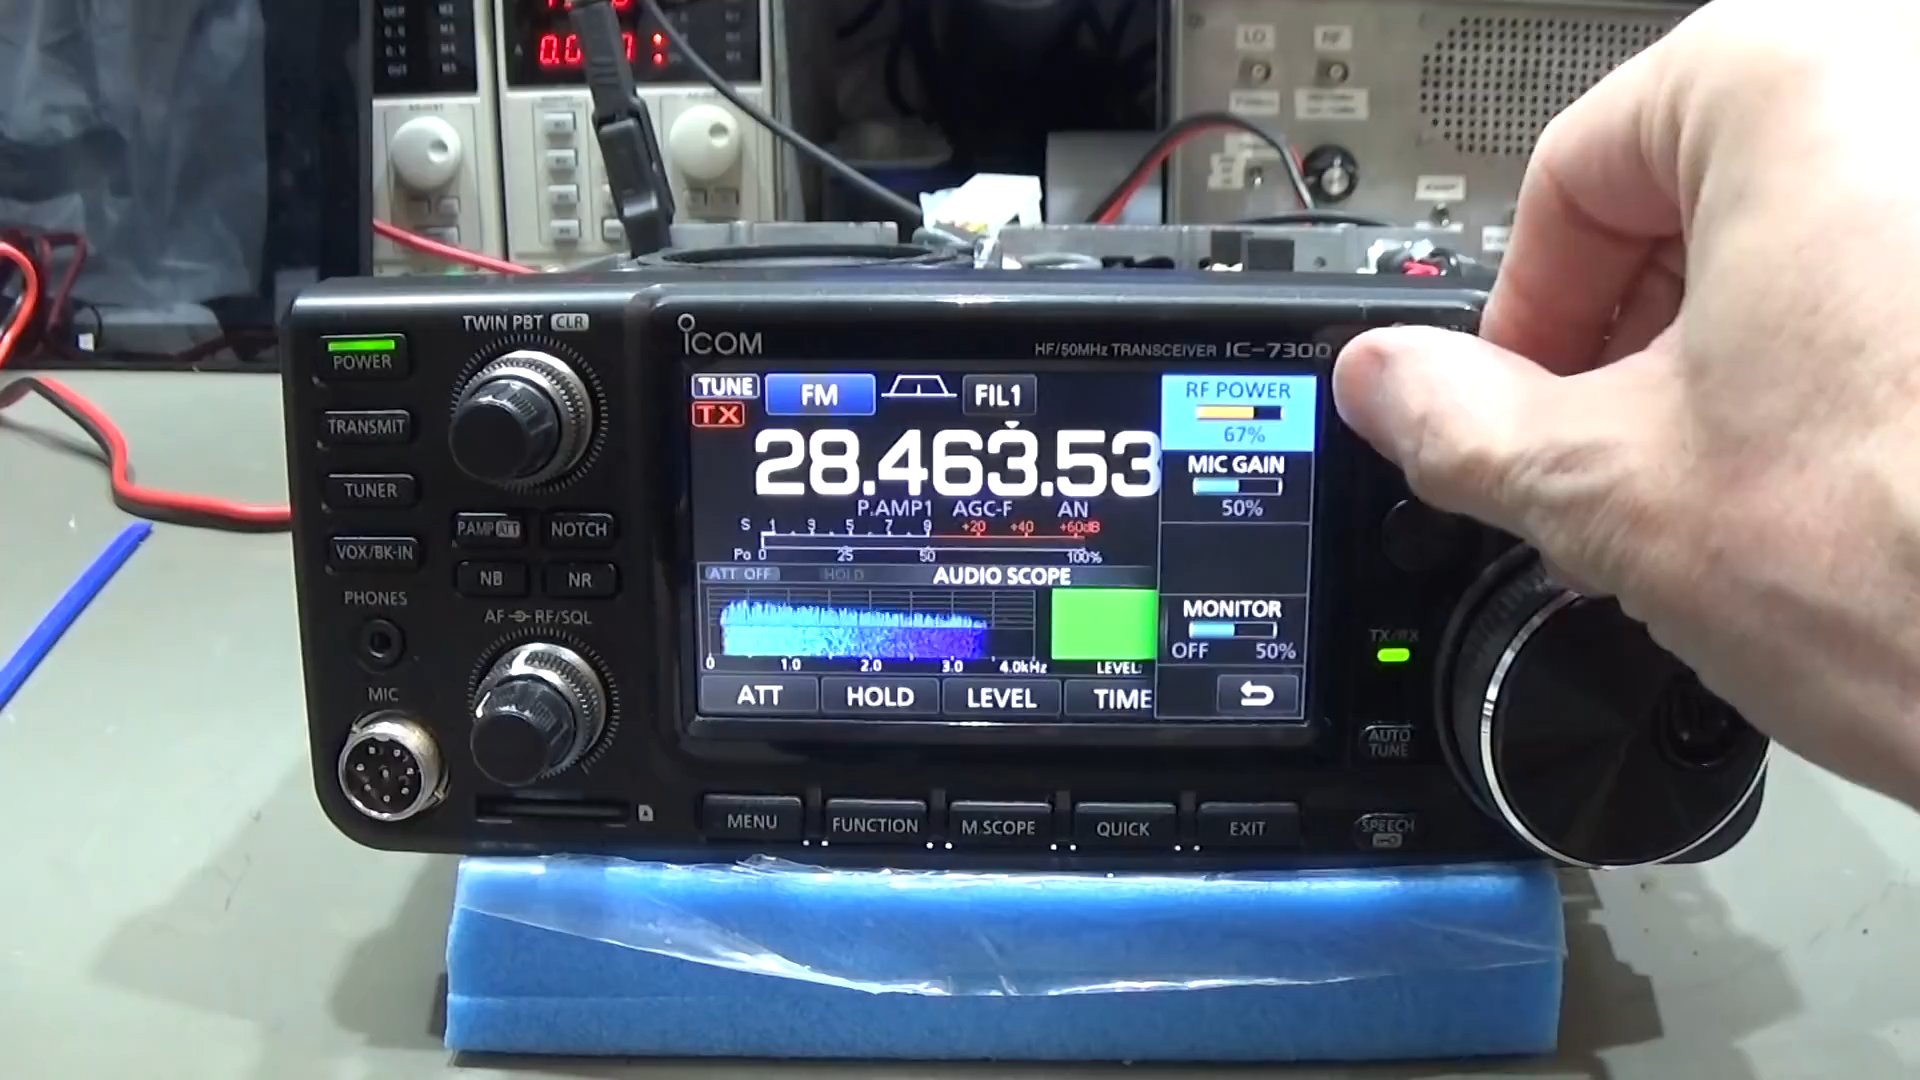 LO RF
TWIN PBT CLR
POWER
TRANSMIT
TUNER
VOX/BK-IN
P.AMP ATT NOTCH
NB NR
PHONES
AF RF/SQL
MIC
ICOM
HF/50MHz TRANSCEIVER IC-7300
TUNE FM FIL1
TX
28.463.53
P.AMP1 AGC-F AN
S 1 3 5 7 9 +20 +40 +60dB
Po 0 25 50 100%
ATT OFF HOLD AUDIO SCOPE
0 1.0 2.0 3.0 4.0kHz LEVEL:
ATT HOLD LEVEL TIME
RF POWER
67%
MIC GAIN
50%
MONITOR
OFF 50%
TX/RX
AUTO
TUNE
SPEECH
MENU FUNCTION M.SCOPE QUICK EXIT